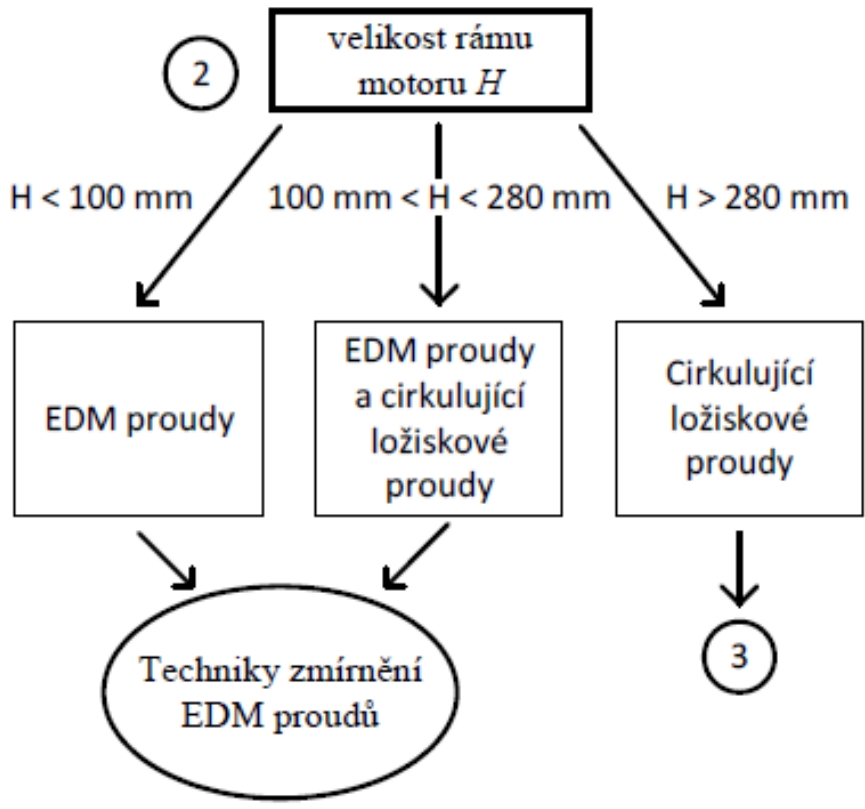 2
velikost rámu
motoru H
H < 100 mm
100 mm < H < 280 mm
H > 280 mm
EDM proudy
EDM proudy
a cirkulující
ložiskové
proudy
Cirkulující
ložiskové
proudy
Techniky zmírnění
EDM proudů
3